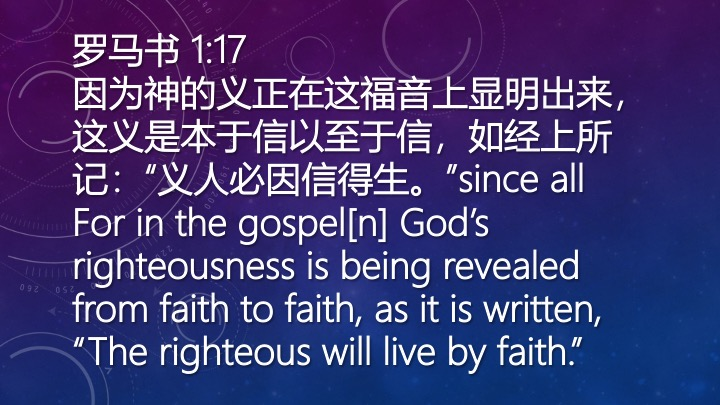 罗马书 1:17
因为神的义正在这福音上显明出来，
这义是本于信以至于信，如经上所
记：“义人必因信得生。”since all
For in the gospel[n] God’s
righteousness is being revealed
from faith to faith, as it is written,
“The righteous will live by faith.”
260 250 220